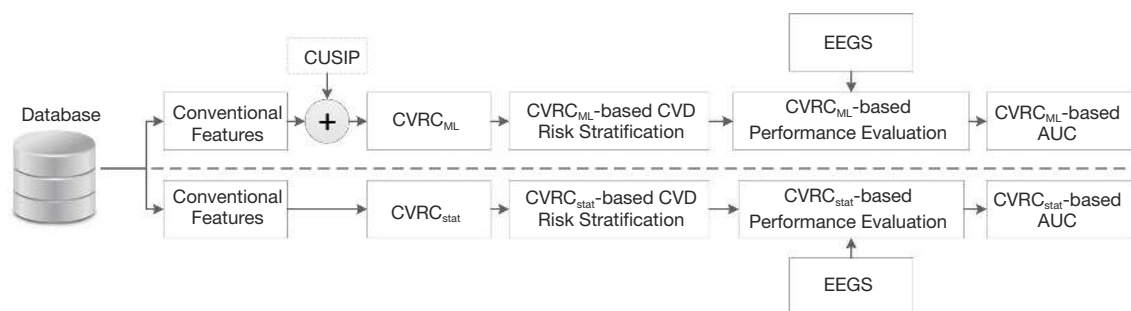 CUSIP
EEGS
Database
Conventional
Features
+
CVRC_ML
CVRC_ML-based CVD
Risk Stratification
CVRC_ML-based
Performance Evaluation
CVRC_ML-based
AUC
Conventional
Features
CVRC_stat
CVRC_stat-based CVD
Risk Stratification
CVRC_stat-based
Performance Evaluation
CVRC_stat-based
AUC
EEGS